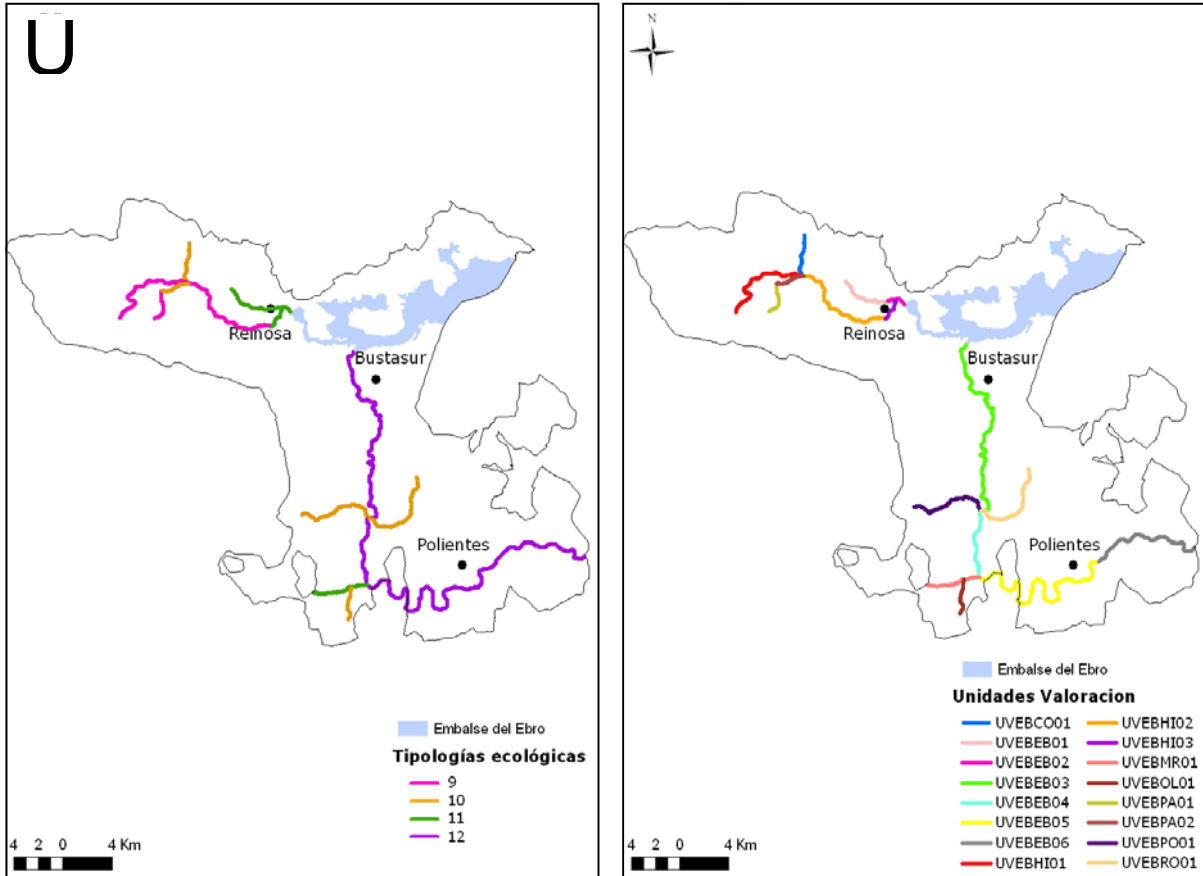 Ü
Reinosa
Bustasur
Polientes
Embalse del Ebro
Tipologías ecológicas
9
10
11
12
4 2 0 4 Km
N
Reinosa
Bustasur
Polientes
Embalse del Ebro
Unidades Valoracion
UVEBCO01 UVEBHI02
UVEBEB01 UVEBHI03
UVEBEB02 UVEBMR01
UVEBEB03 UVEBOL01
UVEBEB04 UVEBPA01
UVEBEB05 UVEBPA02
UVEBEB06 UVEBPO01
UVEBHI01 UVEBRO01
4 2 0 4 Km